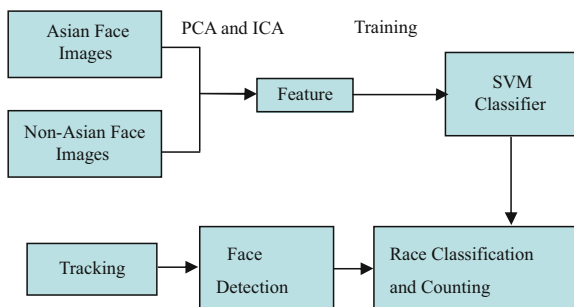 Asian Face
Images
PCA and ICA
Training
Feature
SVM
Classifier
Non-Asian Face
Images
Tracking
Face
Detection
Race Classification
and Counting